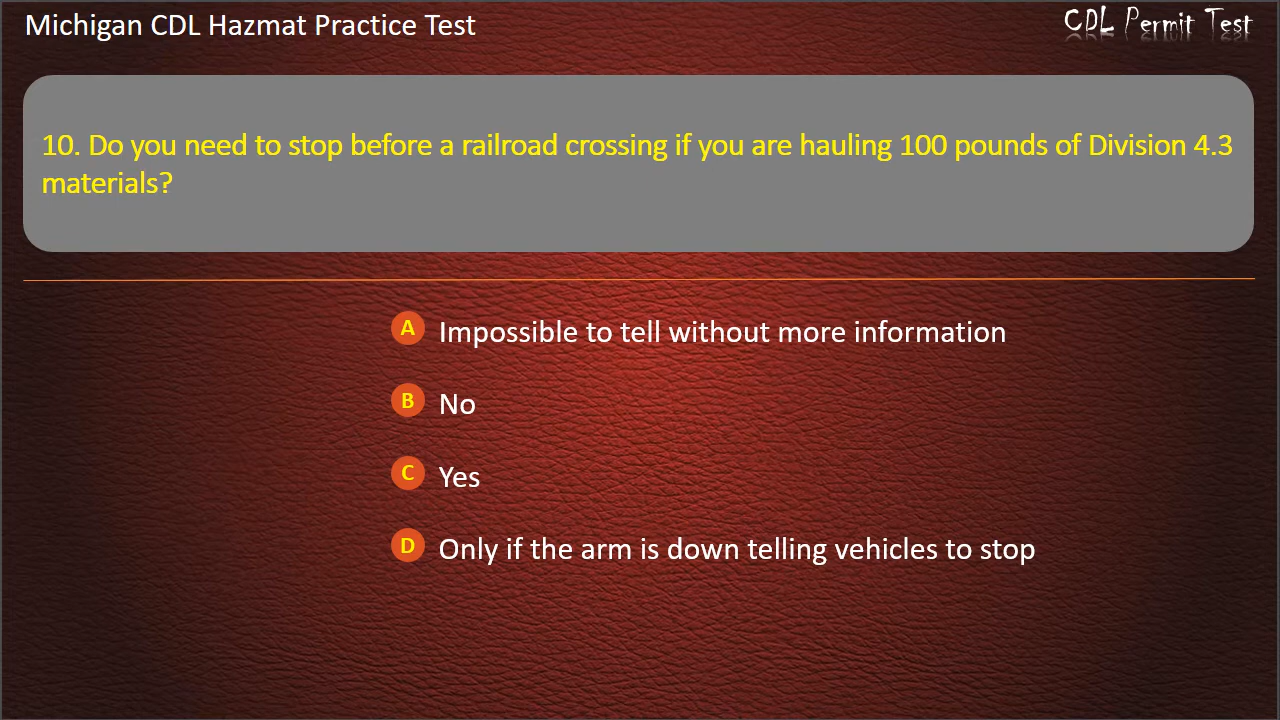 Michigan CDL Hazmat Practice Test
CDL Permit Test
10. Do you need to stop before a railroad crossing if you are hauling 100 pounds of Division 4.3
materials?
A Impossible to tell without more information
B No
C Yes
D Only if the arm is down telling vehicles to stop